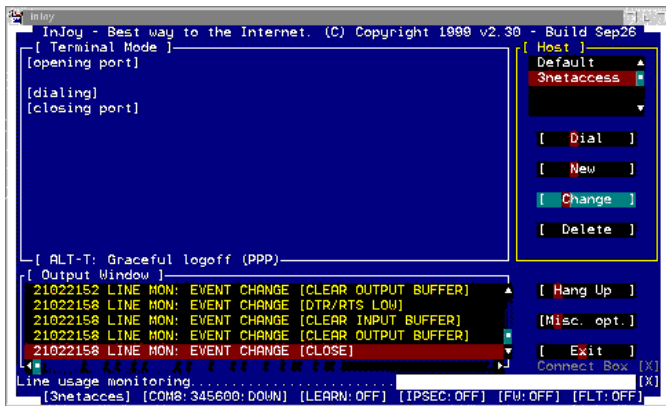 inJoy
InJoy - Best way to the Internet. (C) Copyright 1999 v2.30 - Build Sep26
[ Terminal Mode ]
[opening port]
[dialing]
[closing port]
[ ALT-T: Graceful logoff (PPP)
[ Host ]
Default
3netaccess
[ Dial ]
[ New ]
[ Change ]
[ Delete ]
[ Output Window ]
21022152 LINE MON: EVENT CHANGE [CLEAR OUTPUT BUFFER]
21022158 LINE MON: EVENT CHANGE [DTR/RTS LOW]
21022158 LINE MON: EVENT CHANGE [CLEAR INPUT BUFFER]
21022158 LINE MON: EVENT CHANGE [CLEAR OUTPUT BUFFER]
21022158 LINE MON: EVENT CHANGE [CLOSE]
[ Hang Up ]
[Misc. opt.]
[ Exit ]
Connect Box [X]
Line usage monitoring........................ [X]
[3netacces] [COM8:345600:DOWN] [LEARN:OFF] [IPSEC:OFF] [FW:OFF] [FLT:OFF]